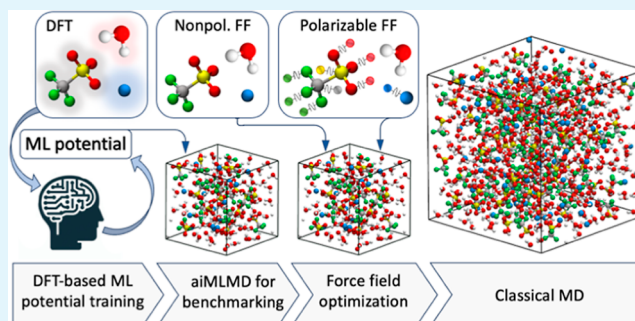 DFT
Nonpol. FF
Polarizable FF
ML potential
DFT-based ML
potential training
aiMLMD for
benchmarking
Force field
optimization
Classical MD